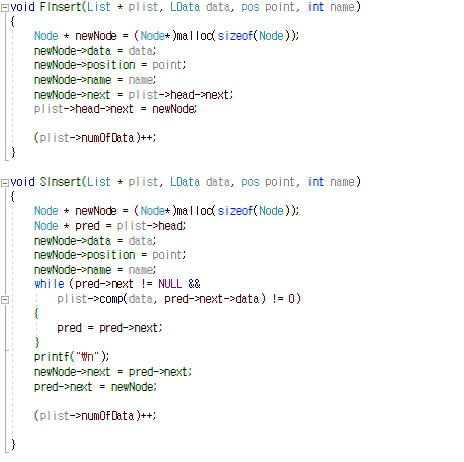 void FInsert(List * plist, LData data, pos point, int name)
{
    Node * newNode = (Node*)malloc(sizeof(Node));
    newNode->data = data;
    newNode->position = point;
    newNode->name = name;
    newNode->next = plist->head->next;
    plist->head->next = newNode;

    (plist->numOfData)++;
}

void SInsert(List * plist, LData data, pos point, int name)
{
    Node * newNode = (Node*)malloc(sizeof(Node));
    Node * pred = plist->head;
    newNode->data = data;
    newNode->position = point;
    newNode->name = name;
    while (pred->next != NULL &&
        plist->comp(data, pred->next->data) != 0)
    {
        pred = pred->next;
    }
    printf("₩n");
    newNode->next = pred->next;
    pred->next = newNode;

    (plist->numOfData)++;

}